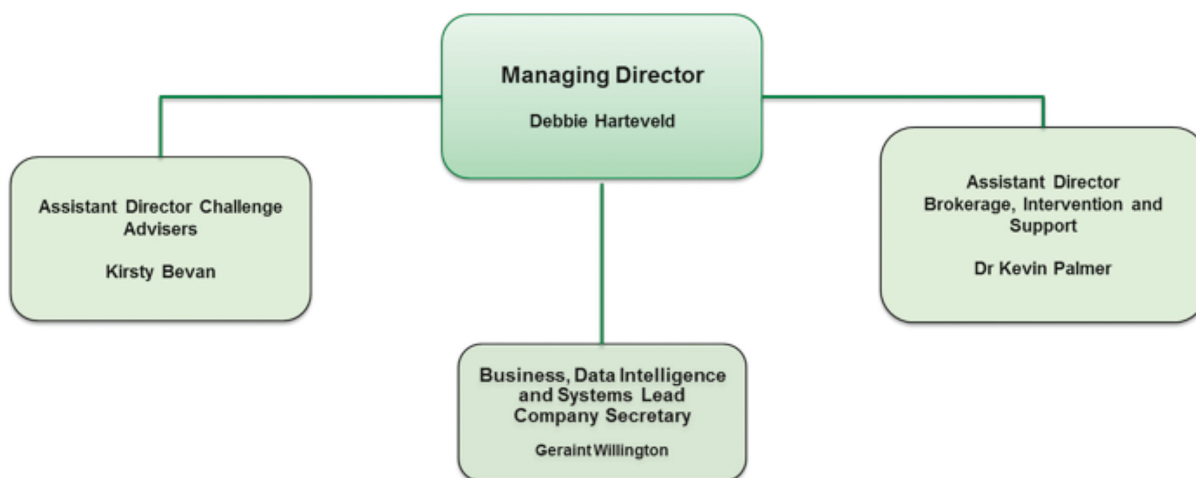 Managing Director
Debbie Harteveld
Assistant Director Challenge
Advisers
Kirsty Bevan
Assistant Director
Brokerage, Intervention and
Support
Dr Kevin Palmer
Business, Data Intelligence
and Systems Lead
Company Secretary
Geraint Willington